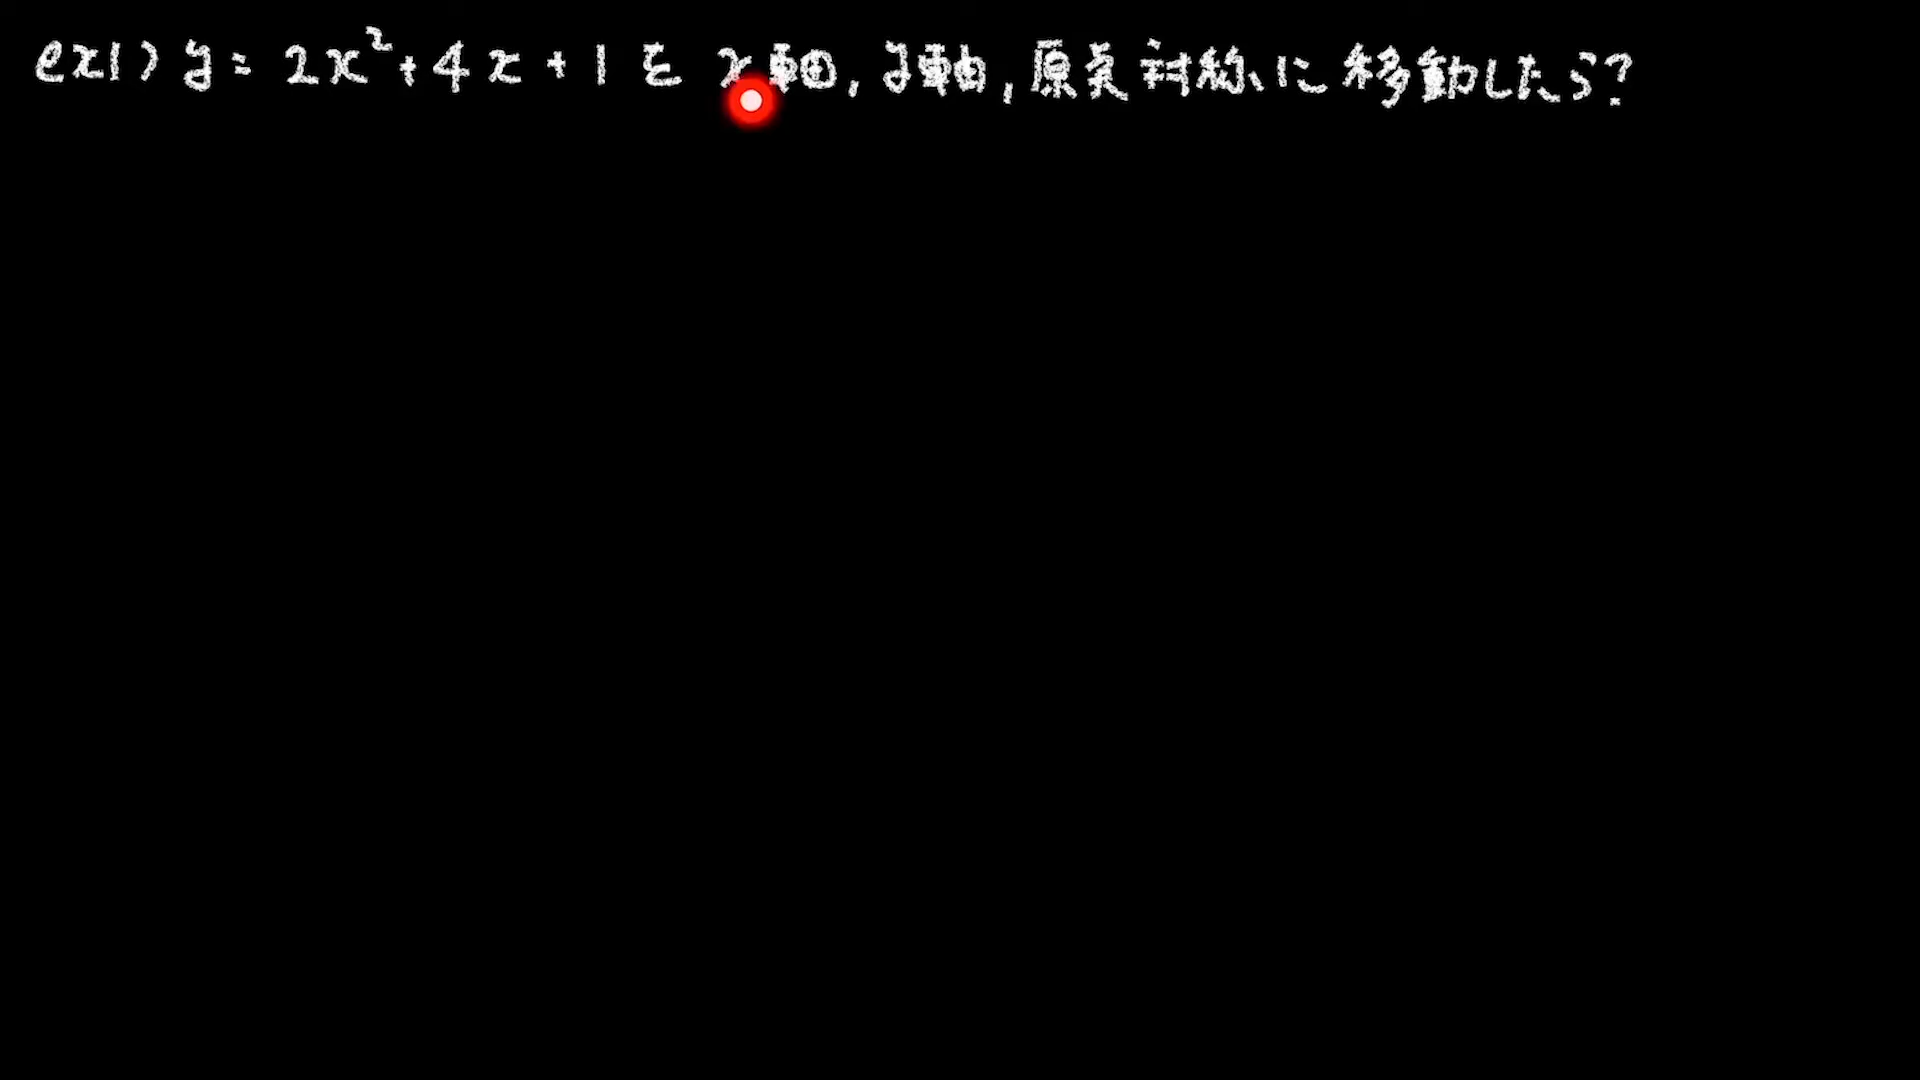 ex1) y = 2x²+4x+1 を x軸, y軸, 原点対称に移動したら?